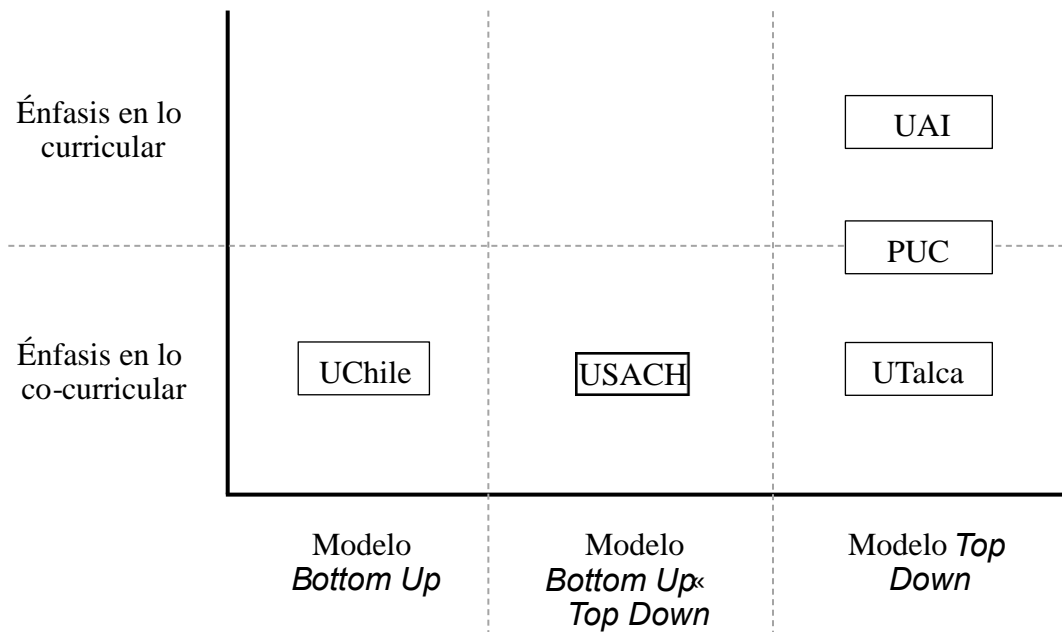 Énfasis en lo
curricular
UAI
PUC
Énfasis en lo
co-curricular
UChile
USACH
UTalca
Modelo
Bottom Up
Modelo
Bottom Up«
Top Down
Modelo Top
Down